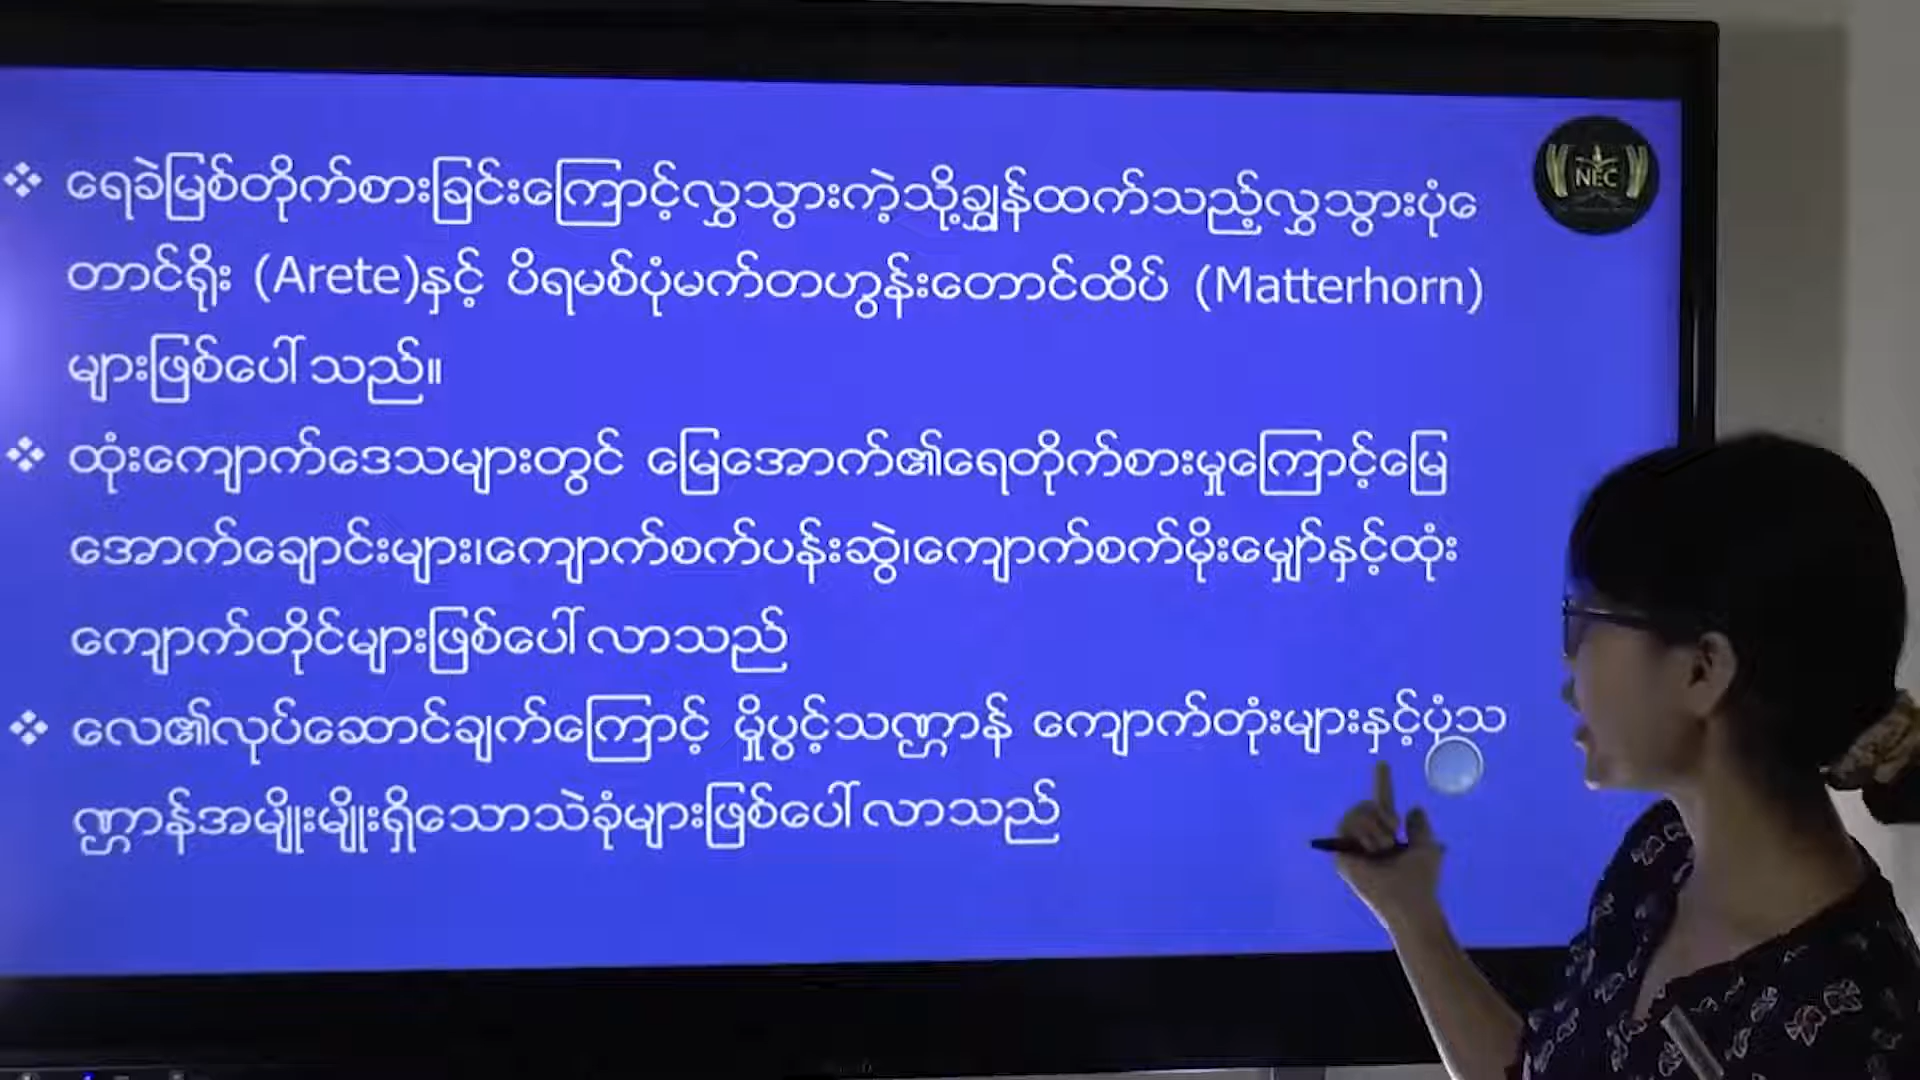 ❖ ရေခဲမြစ်တိုက်စားခြင်းကြောင့်လွှသွားကဲ့သို့ချွန်ထက်သည့်လွှသွားပုံ‌ေ
တာင်ရိုး (Arete)နှင့် ပိရမစ်ပုံမက်တဟွန်းတောင်ထိပ် (Matterhorn)
များဖြစ်ပေါ်သည်။
❖ ထုံးကျောက်ဒေသများတွင် မြေအောက်၏ရေတိုက်စားမှုကြောင့်မြေ
အောက်ချောင်းများ၊ကျောက်စက်ပန်းဆွဲ၊ကျောက်စက်မိုးမျှော်နှင့်ထုံး
ကျောက်တိုင်များဖြစ်ပေါ်လာသည်
❖ လေ၏လုပ်ဆောင်ချက်ကြောင့် မှိုပွင့်သဏ္ဌာန် ကျောက်တုံးများနှင့်ပုံသ
ဏ္ဌာန်အမျိုးမျိုးရှိသောသဲခုံများဖြစ်ပေါ်လာသည်
NEC